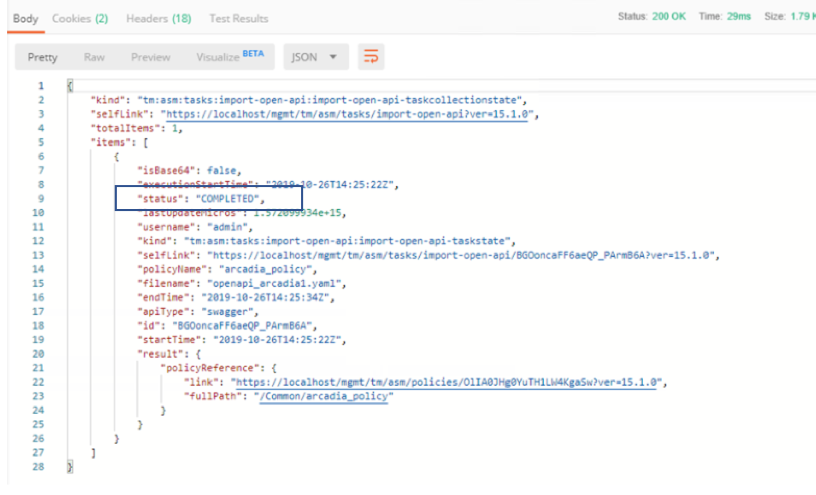 Body Cookies (2) Headers (18) Test Results Status: 200 OK Time: 29ms Size: 1.79
Pretty Raw Preview Visualize BETA JSON
1 {
2 "kind": "tm:asm:tasks:import-open-api:import-open-api-taskcollectionstate",
3 "selfLink": "https://localhost/mgmt/tm/asm/tasks/import-open-api?ver=15.1.0",
4 "totalItems": 1,
5 "items": [
6 {
7 "isBase64": false,
8 "executionStartTime": "2019-10-26T14:25:22Z",
9 "status": "COMPLETED",
10 "lastUpdateMicros": 1.572099934e+15,
11 "username": "admin",
12 "kind": "tm:asm:tasks:import-open-api:import-open-api-taskstate",
13 "selfLink": "https://localhost/mgmt/tm/asm/tasks/import-open-api/BGOoncaFF6aeQP_PArmB6A?ver=15.1.0",
14 "policyName": "arcadia_policy",
15 "filename": "openapi_arcadia1.yaml",
16 "endTime": "2019-10-26T14:25:34Z",
17 "apiType": "swagger",
18 "id": "BGOoncaFF6aeQP_PArmB6A",
19 "startTime": "2019-10-26T14:25:22Z",
20 "result": {
21 "policyReference": {
22 "link": "https://localhost/mgmt/tm/asm/policies/OlIA0JHg0YuTH1LW4KgaSw?ver=15.1.0",
23 "fullPath": "/Common/arcadia_policy"
24 }
25 }
26 }
27 ]
28 }